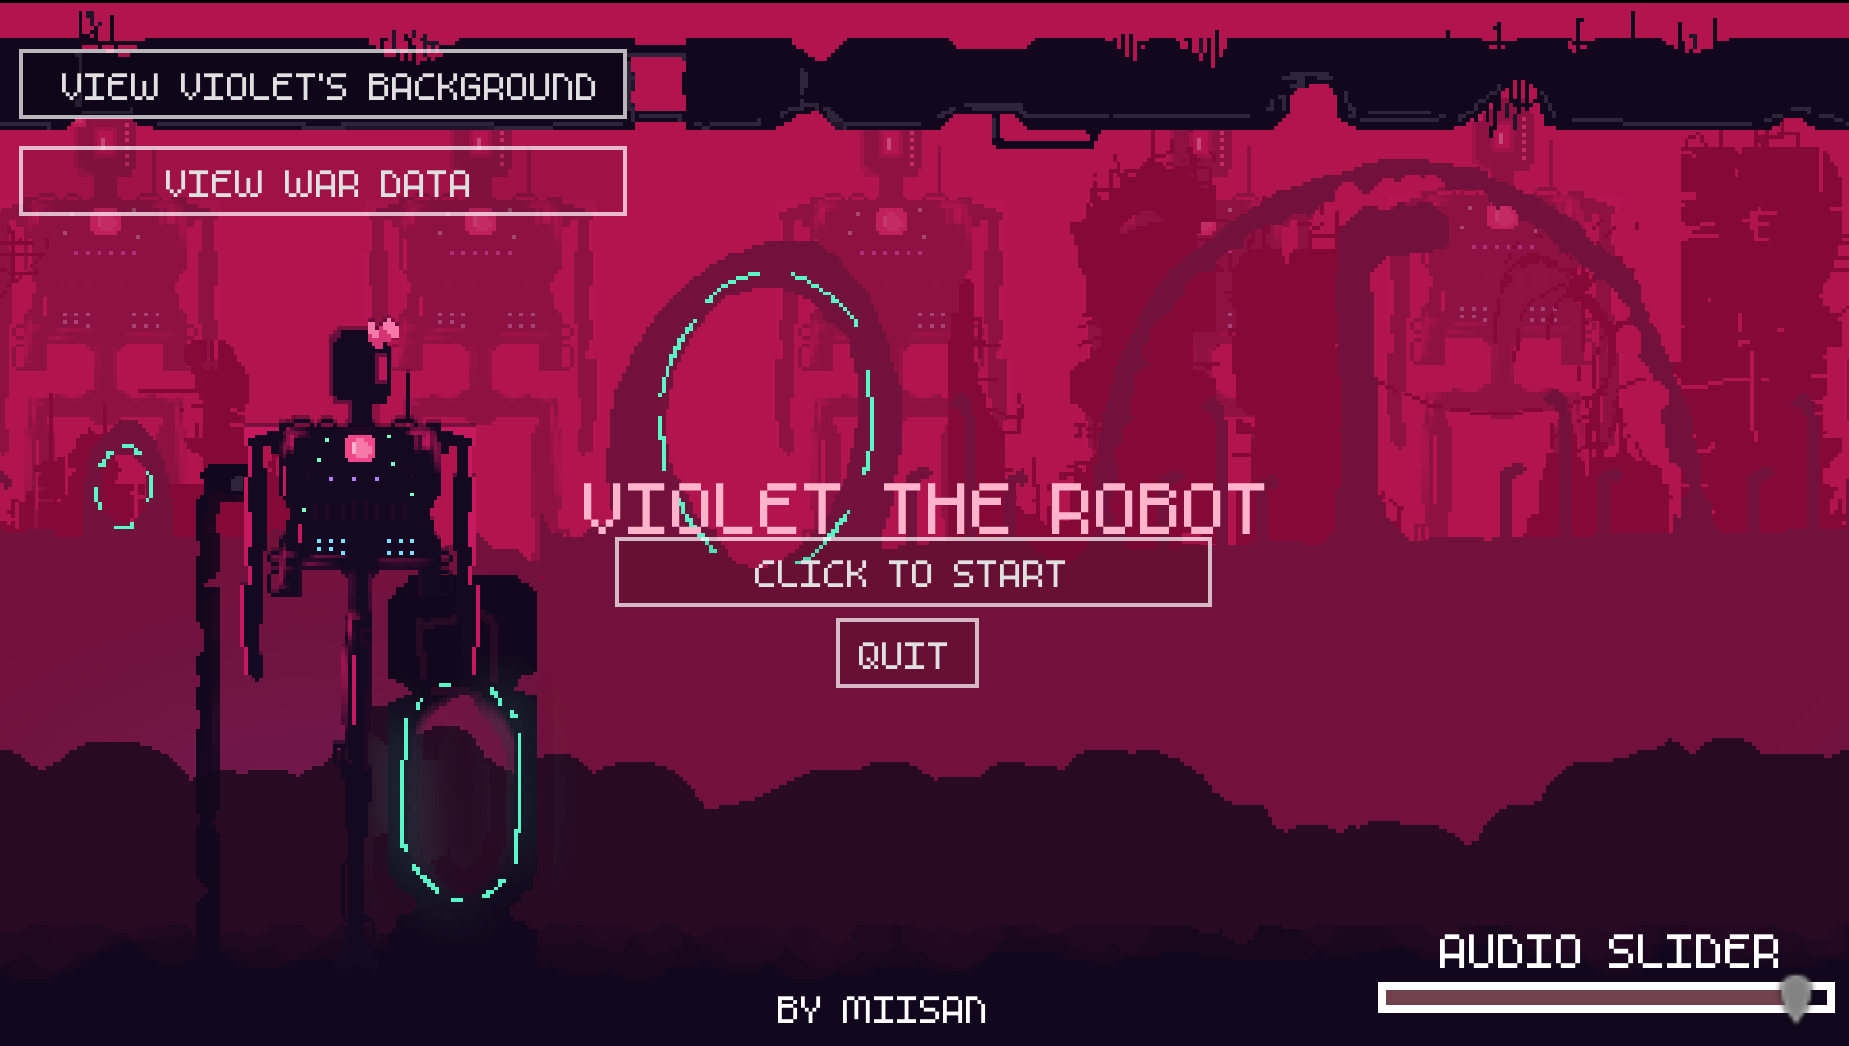 VIEW VIOLET'S BACKGROUND
VIEW WAR DATA
VIOLET THE ROBOT
CLICK TO START
QUIT
AUDIO SLIDER
BY MIISAN